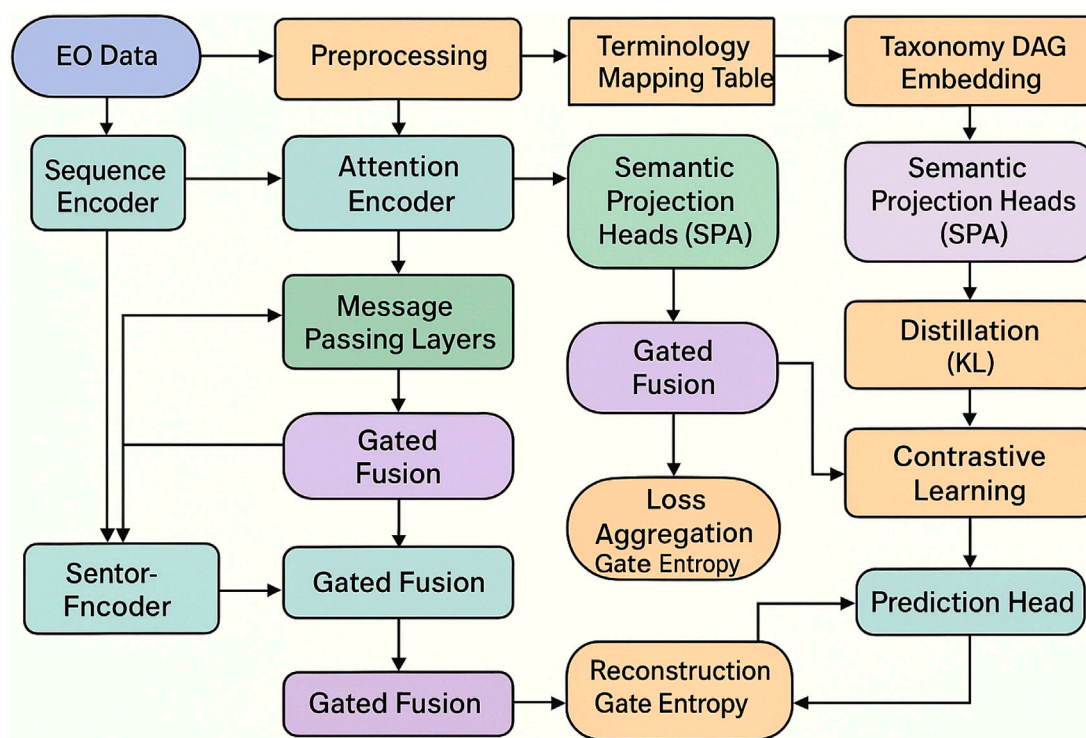 EO Data
Preprocessing
Terminology
Mapping Table
Taxonomy DAG
Embedding
Sequence
Encoder
Attention
Encoder
Semantic
Projection
Heads (SPA)
Semantic
Projection Heads
(SPA)
Message
Passing Layers
Gated
Fusion
Distillation
(KL)
Gated
Fusion
Contrastive
Learning
Loss
Aggregation
Gate Entropy
Sentor-
Fncoder
Gated Fusion
Prediction Head
Gated Fusion
Reconstruction
Gate Entropy